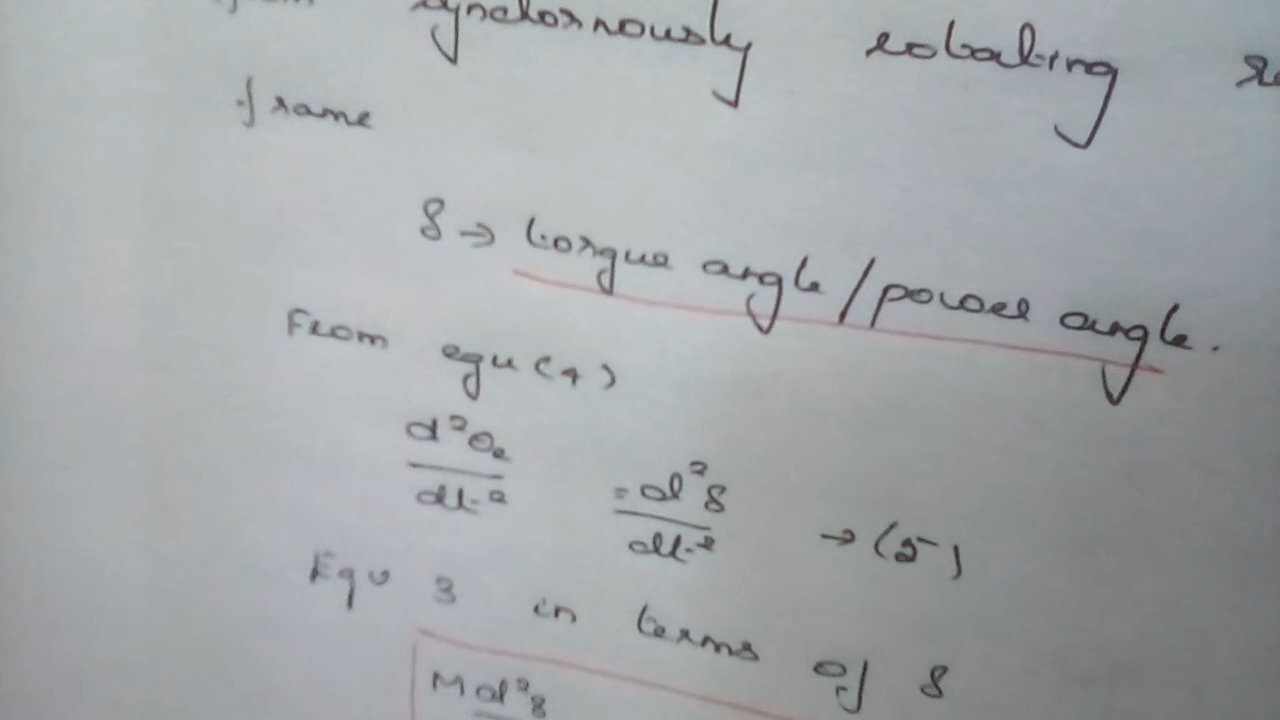 synchornously rotating
frame
δ → torque angle / power angle.
From equ (4)
d²θe/dt² = d²δ/dt² → (5)
Equ 3 in terms of δ
M d²δ